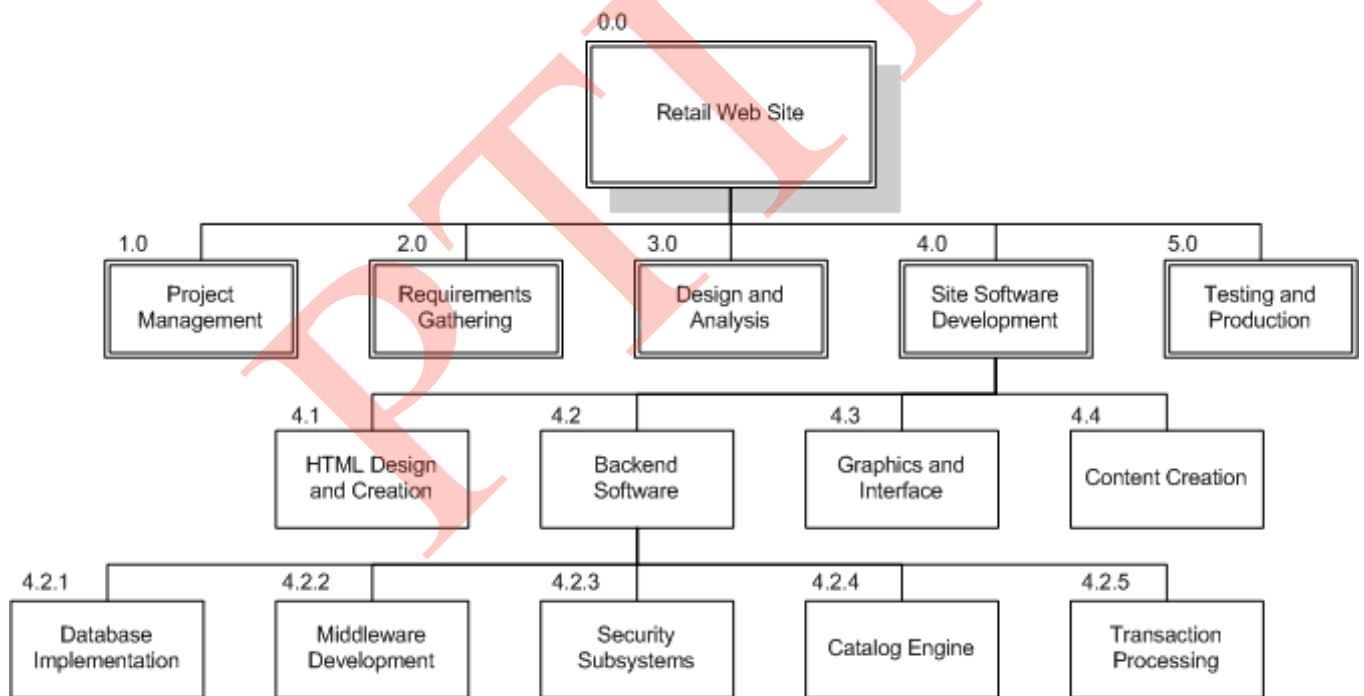 0.0
Retail Web Site
1.0
2.0
3.0
4.0
5.0
Project
Management
Requirements
Gathering
Design and
Analysis
Site Software
Development
Testing and
Production
4.1
4.2
4.3
4.4
HTML Design
and Creation
Backend
Software
Graphics and
Interface
Content Creation
4.2.1
4.2.2
4.2.3
4.2.4
4.2.5
Database
Implementation
Middleware
Development
Security
Subsystems
Catalog Engine
Transaction
Processing